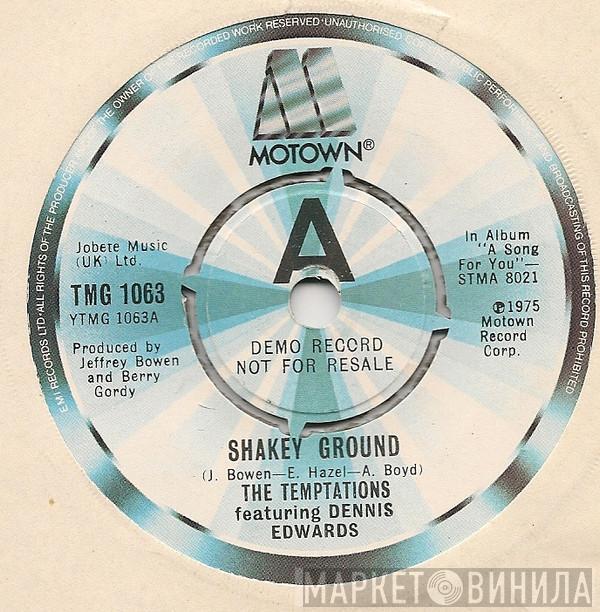 EMI RECORDS LTD·ALL RIGHTS OF THE PRODUCER AND OF THE OWNER OF THE RECORDED WORK RESERVED·UNAUTHORISED COPYING PUBLIC PERFORMANCE AND BROADCASTING OF THIS RECORD PROHIBITED
MOTOWN®
A
Jobete Music
(UK) Ltd.
TMG 1063
YTMG 1063A
Produced by
Jeffrey Bowen
and Berry
Gordy
In Album
"A Song
For You"—
STMA 8021
℗1975
Motown
Record
Corp.
DEMO RECORD
NOT FOR RESALE
SHAKEY GROUND
(J. Bowen—E. Hazel—A. Boyd)
THE TEMPTATIONS
featuring DENNIS
EDWARDS
МАРКЕТ ВИНИЛА